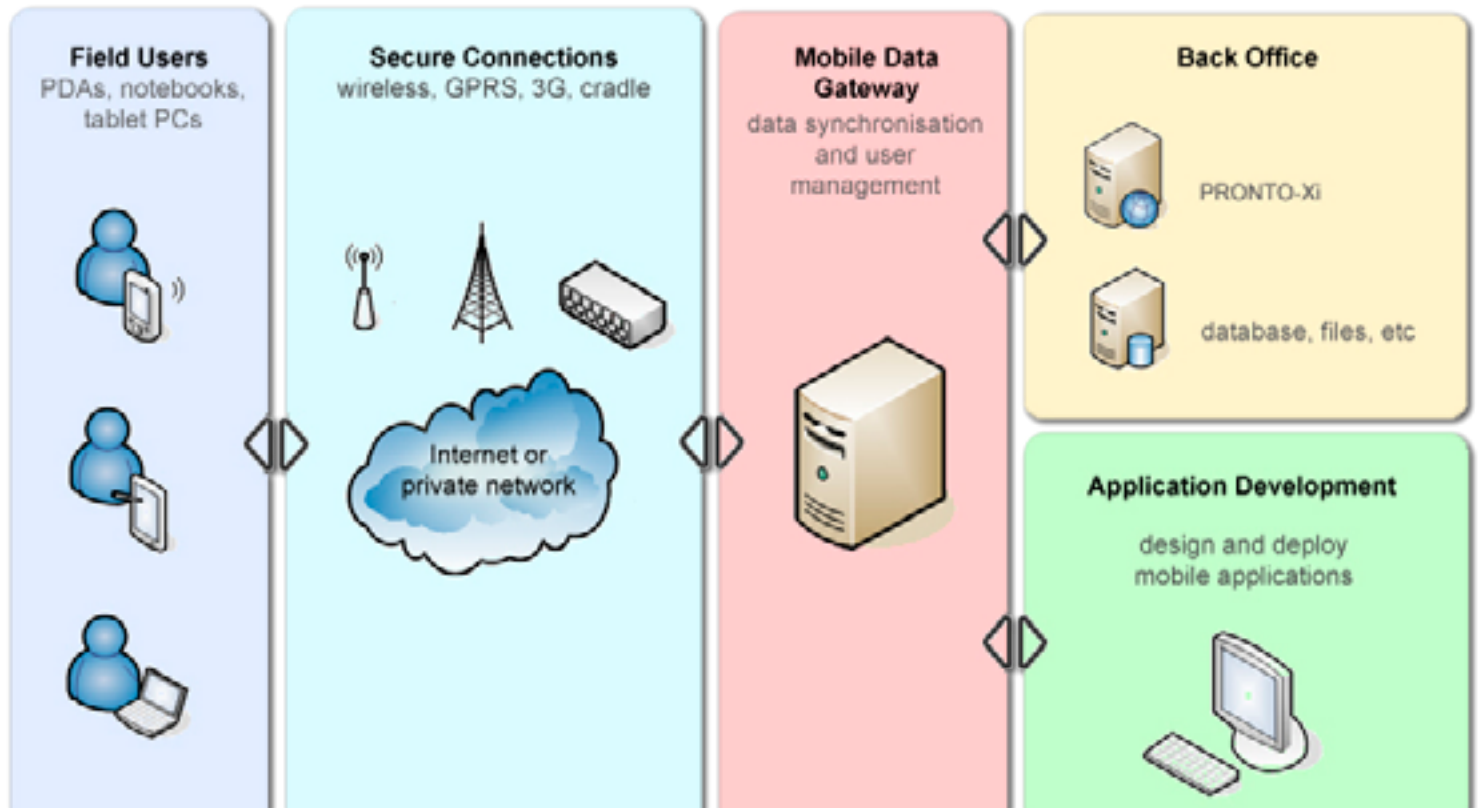 Field Users
PDAs, notebooks,
tablet PCs
Secure Connections
wireless, GPRS, 3G, cradle
Internet or
private network
Mobile Data
Gateway
data synchronisation
and user
management
Back Office
PRONTO-Xi
database, files, etc
Application Development
design and deploy
mobile applications